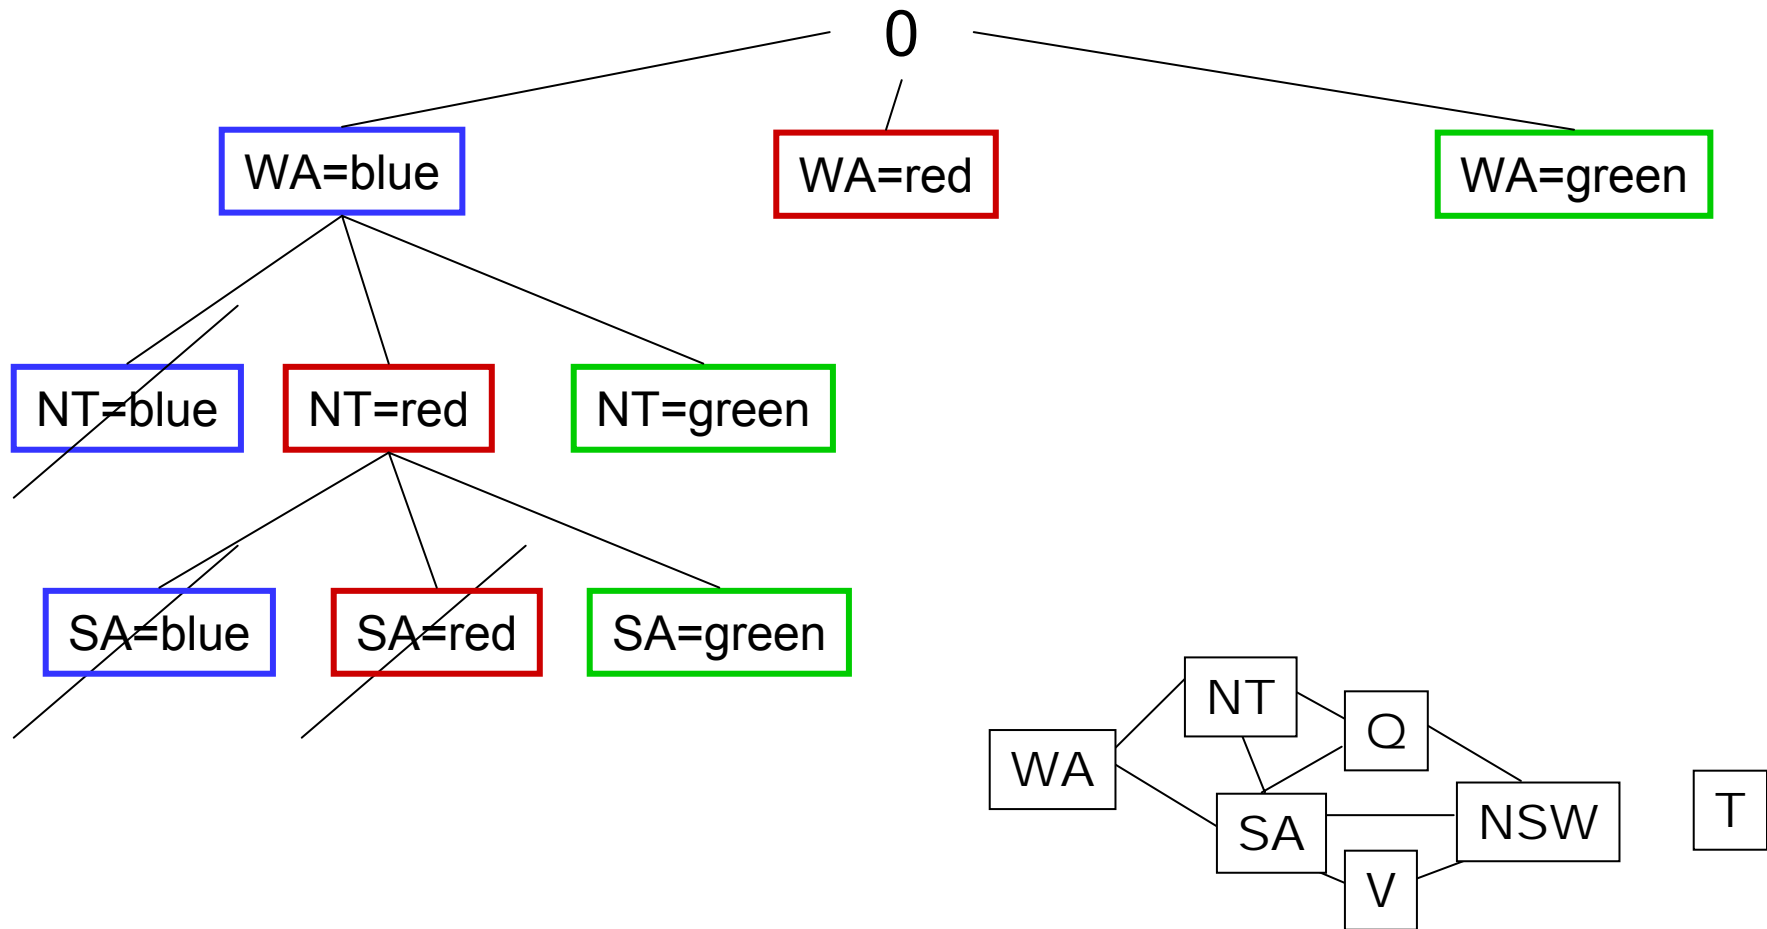 0
WA=blue
WA=red
WA=green
NT=blue
NT=red
NT=green
SA=blue
SA=red
SA=green
NT
Q
WA
SA
NSW
T
V